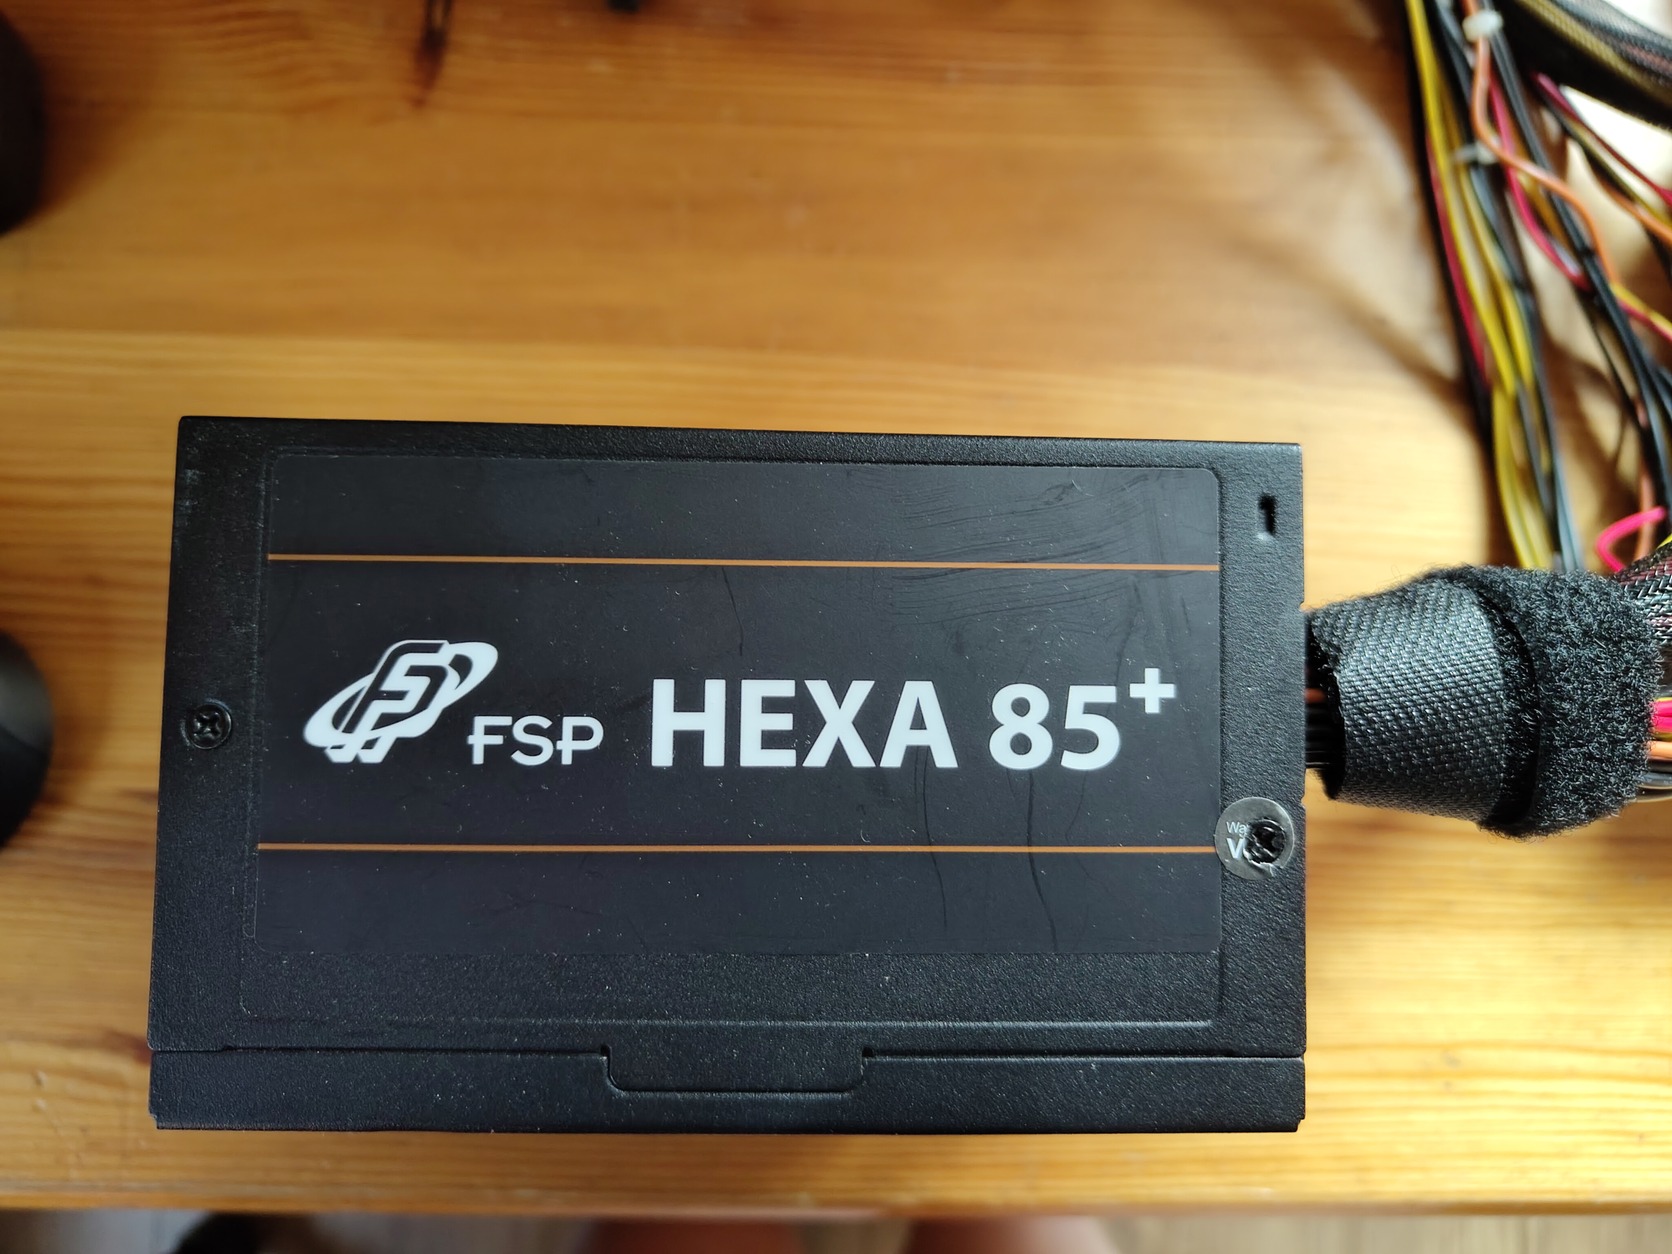 FSP HEXA 85+